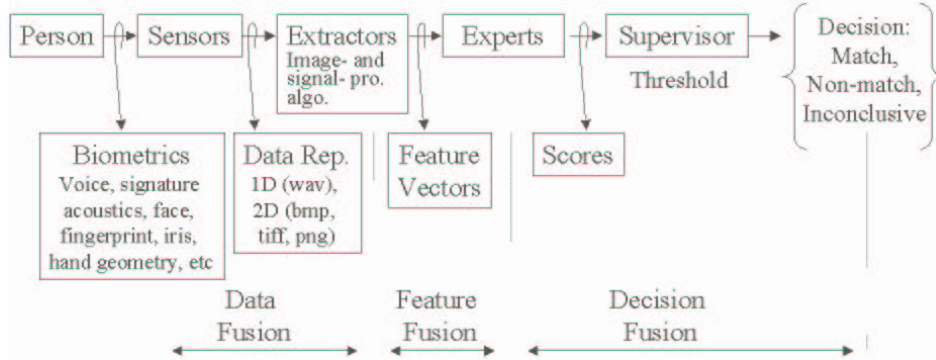 Person
Sensors
Extractors
Image- and
signal- pro.
algo.
Experts
Supervisor
Threshold
Decision:
Match,
Non-match,
Inconclusive
Biometrics
Voice, signature
acoustics, face,
fingerprint, iris,
hand geometry, etc
Data Rep.
1D (wav),
2D (bmp,
tiff, png)
Feature
Vectors
Scores
Data
Fusion
Feature
Fusion
Decision
Fusion